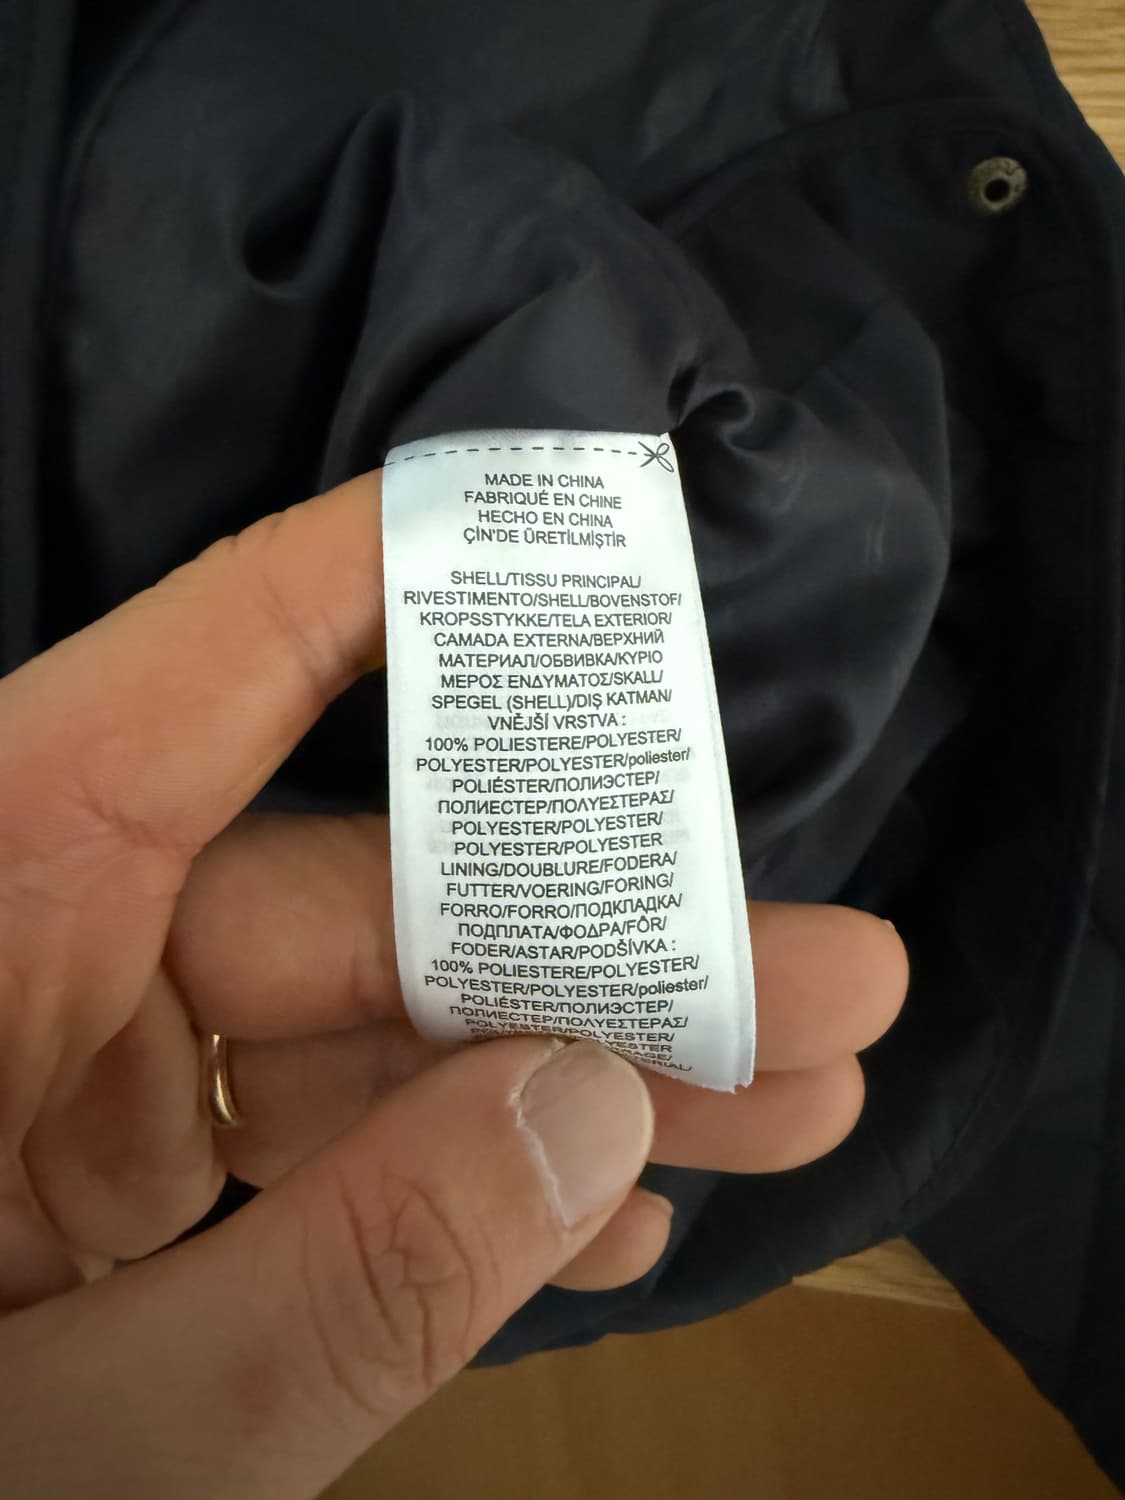 MADE IN CHINA
FABRIQUÉ EN CHINE
HECHO EN CHINA
ÇİN'DE ÜRETİLMİŞTİR
SHELL/TISSU PRINCIPAL/
RIVESTIMENTO/SHELL/BOVENSTOF/
KROPSSTYKKE/TELA EXTERIOR/
CAMADA EXTERNA/ВЕРХНИЙ
МАТЕРИАЛ/ОБВИВКА/ΚΥΡΙΟ
ΜΕΡΟΣ ΕΝΔΥΜΑΤΟΣ/SKALL/
SPEGEL (SHELL)/DIŞ KATMAN/
VNĚJŠÍ VRSTVA :
100% POLIESTERE/POLYESTER/
POLYESTER/POLYESTER/poliester/
POLIÉSTER/ПОЛИЭСТЕР/
ПОЛИЕСТЕР/ΠΟΛΥΕΣΤΕΡΑΣ/
POLYESTER/POLYESTER/
POLYESTER/POLYESTER
LINING/DOUBLURE/FODERA/
FUTTER/VOERING/FORING/
FORRO/FORRO/ПОДКЛАДКА/
ПОДПЛАТА/ΦΟΔΡΑ/FÔR/
FODER/ASTAR/PODŠÍVKA :
100% POLIESTERE/POLYESTER/
POLYESTER/POLYESTER/poliester/
POLIÉSTER/ПОЛИЭСТЕР/
ПОЛИЕСТЕР/ΠΟΛΥΕΣΤΕΡΑΣ/
POLYESTER/POLYESTER/